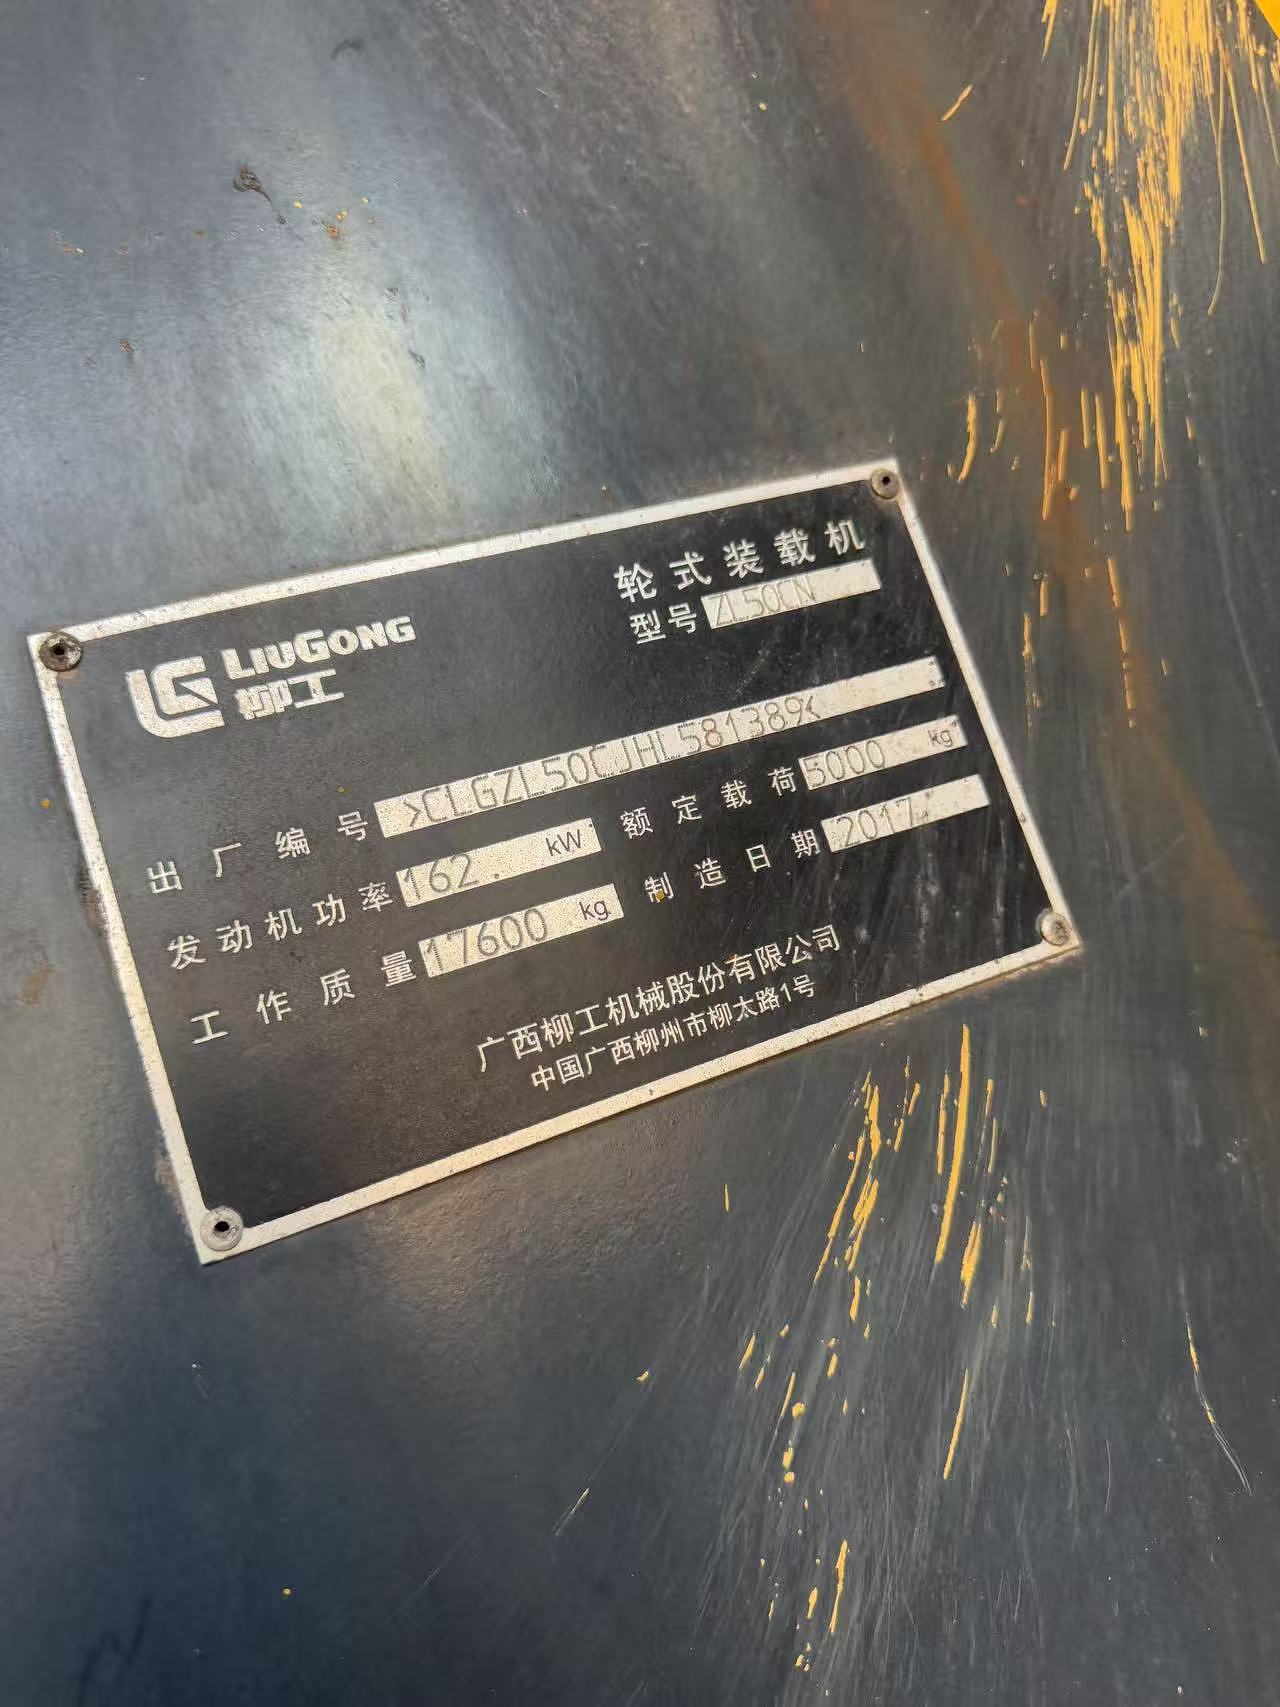 轮式装载机
LIUGONG
柳工
型号 ZL50CN
出厂编号 >CLGZL50CJHL581389<
发动机功率 162. kW 额定载荷 5000 kg
工作质量 17600 kg 制造日期 2017.
广西柳工机械股份有限公司
中国广西柳州市柳太路1号